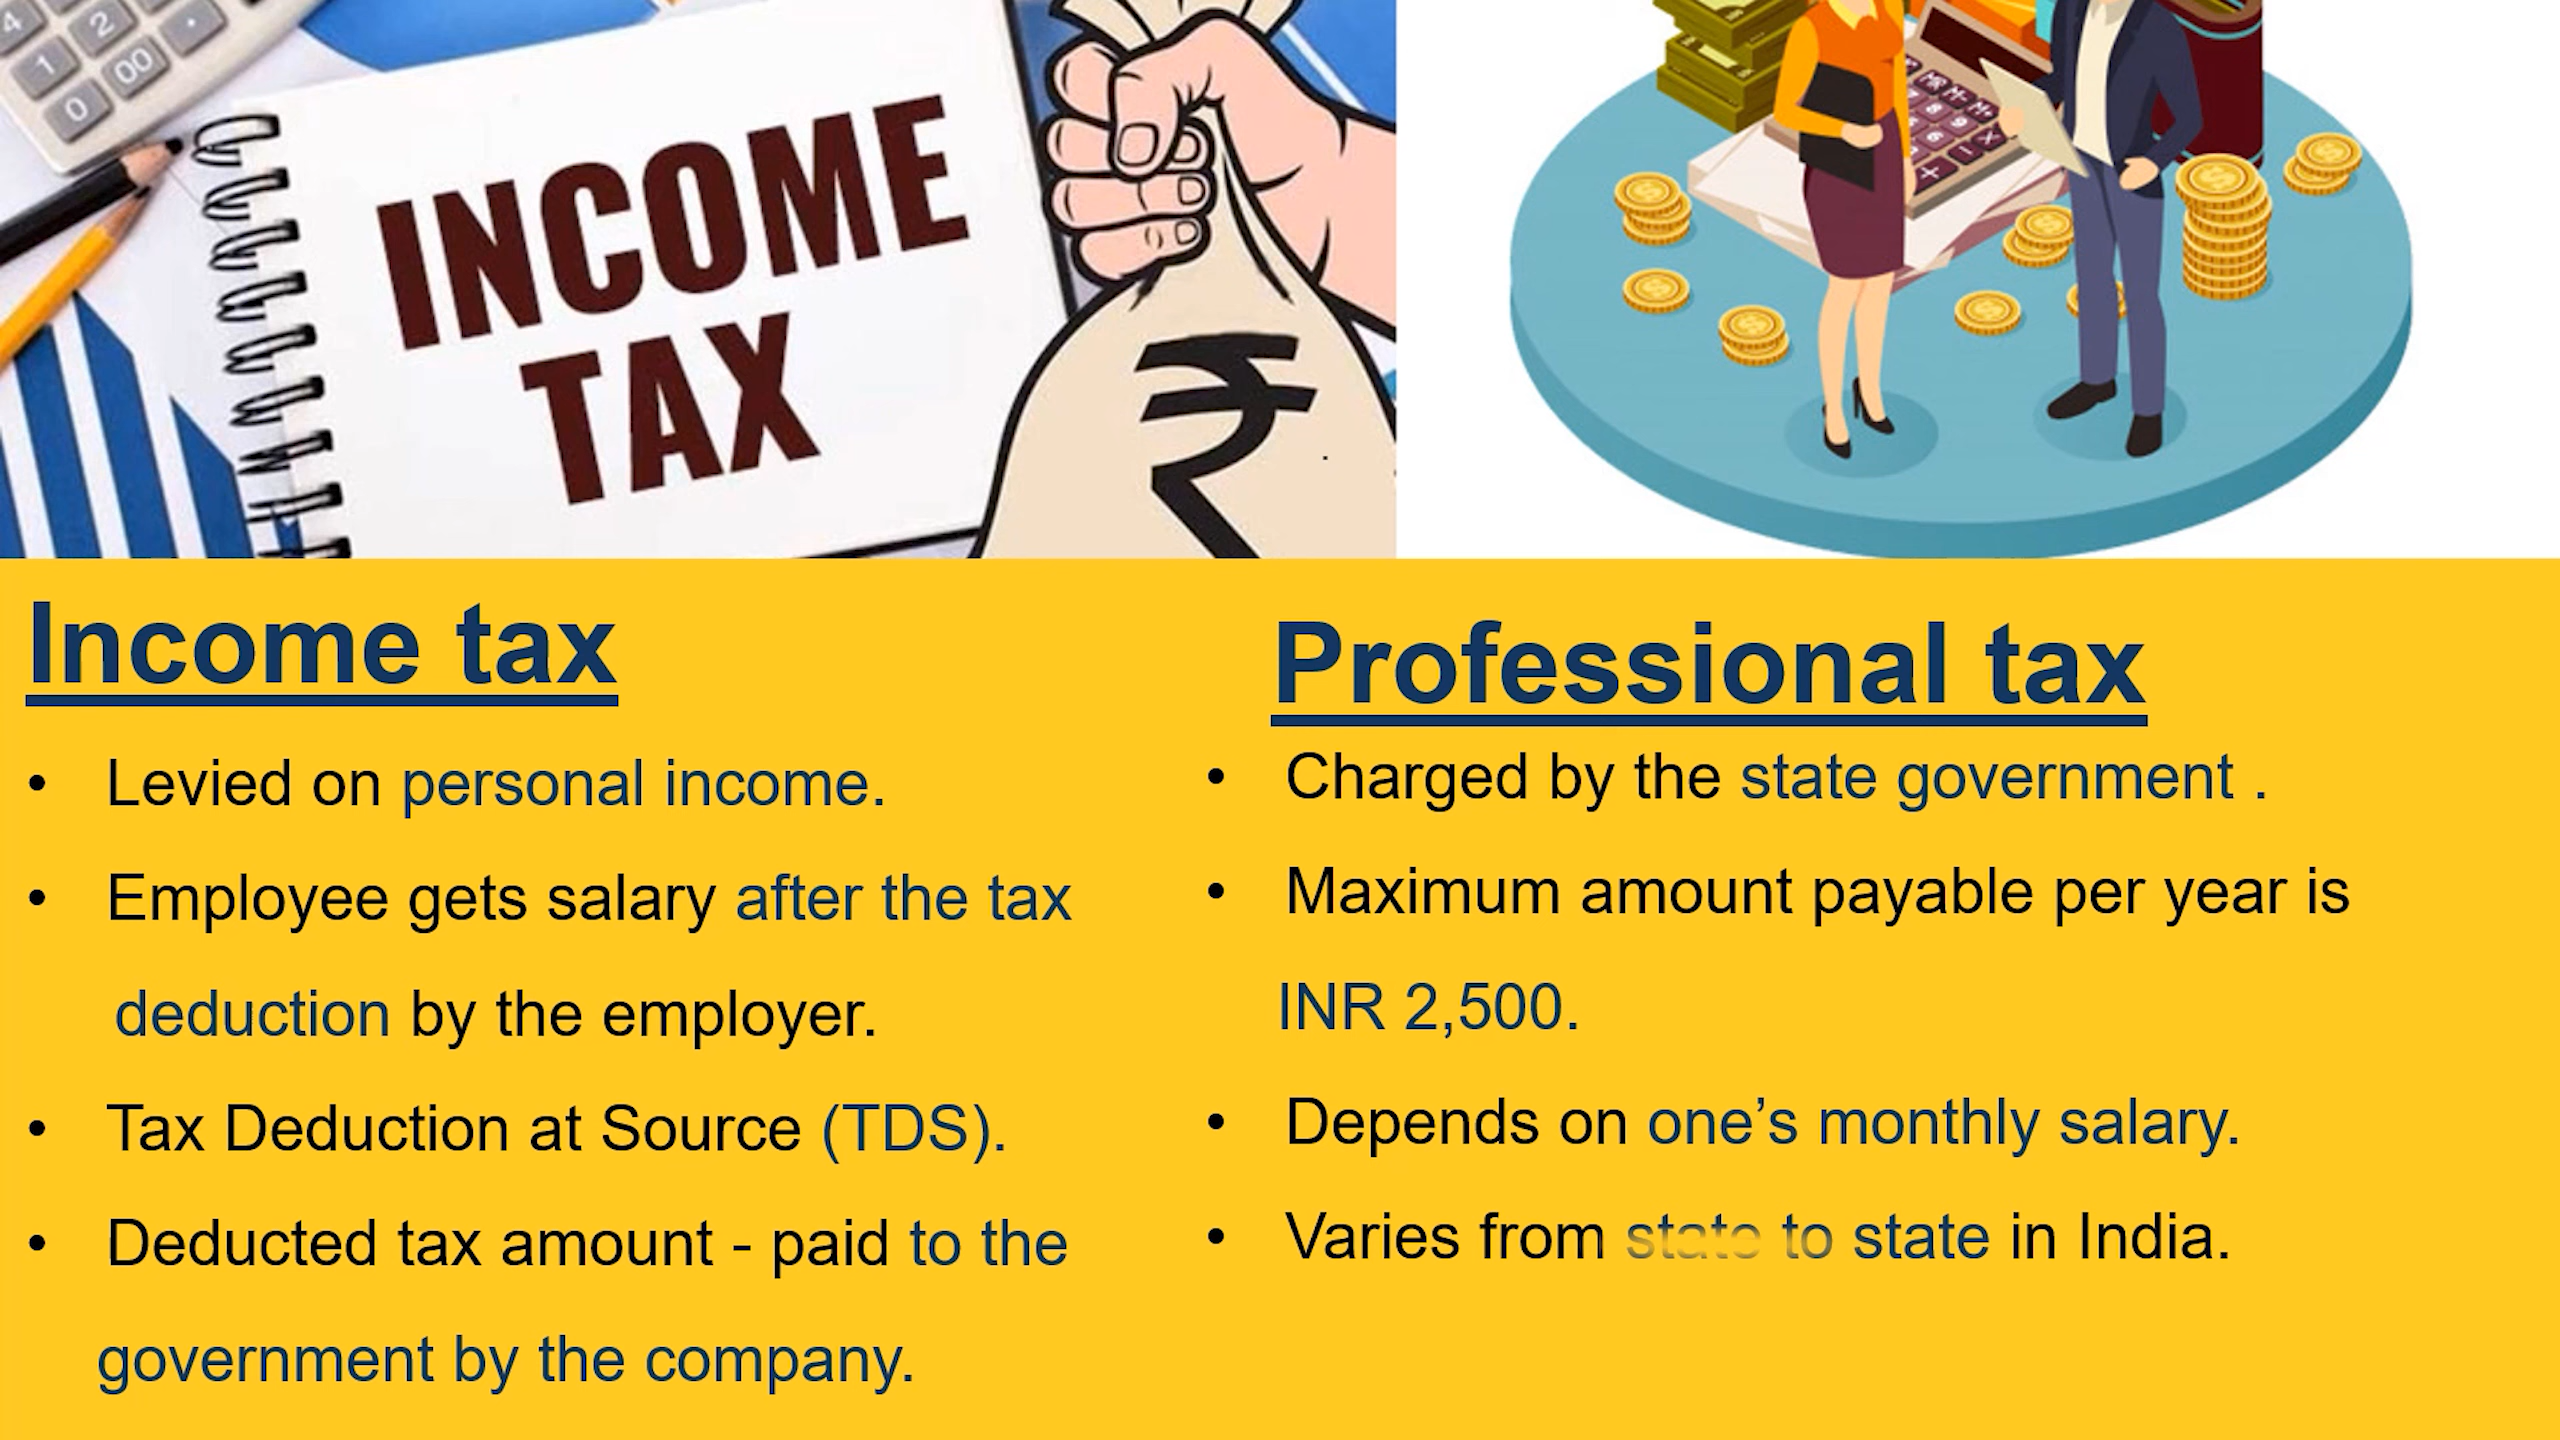 INCOME
TAX
Income tax
• Levied on personal income.
• Employee gets salary after the tax
deduction by the employer.
• Tax Deduction at Source (TDS).
• Deducted tax amount - paid to the
government by the company.
Professional tax
• Charged by the state government .
• Maximum amount payable per year is
INR 2,500.
• Depends on one’s monthly salary.
• Varies from state to state in India.